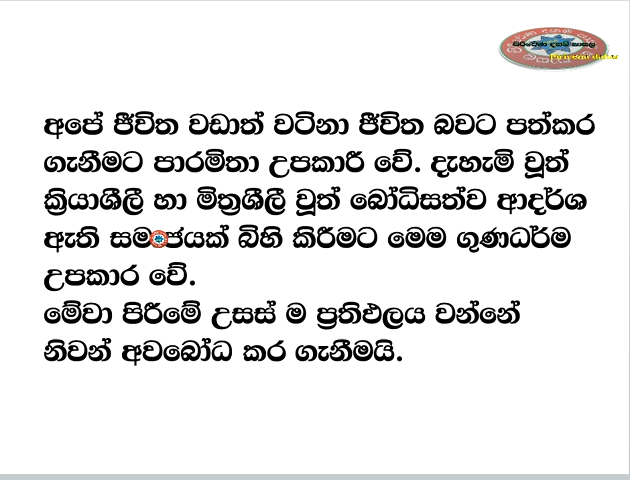 අපේ ජීවිත වඩාත් වටිනා ජීවිත බවට පත්කර
ගැනීමට පාරමිතා උපකාරී වේ. දැහැමි වූත්
ක්‍රියාශීලී හා මිත්‍රශීලී වූත් බෝධිසත්ව ආදර්ශ
ඇති සමාජයක් බිහි කිරීමට මෙම ගුණධර්ම
උපකාර වේ.
මේවා පිරීමේ උසස් ම ප්‍රතිඵලය වන්නේ
නිවන් අවබෝධ කර ගැනීමයි.